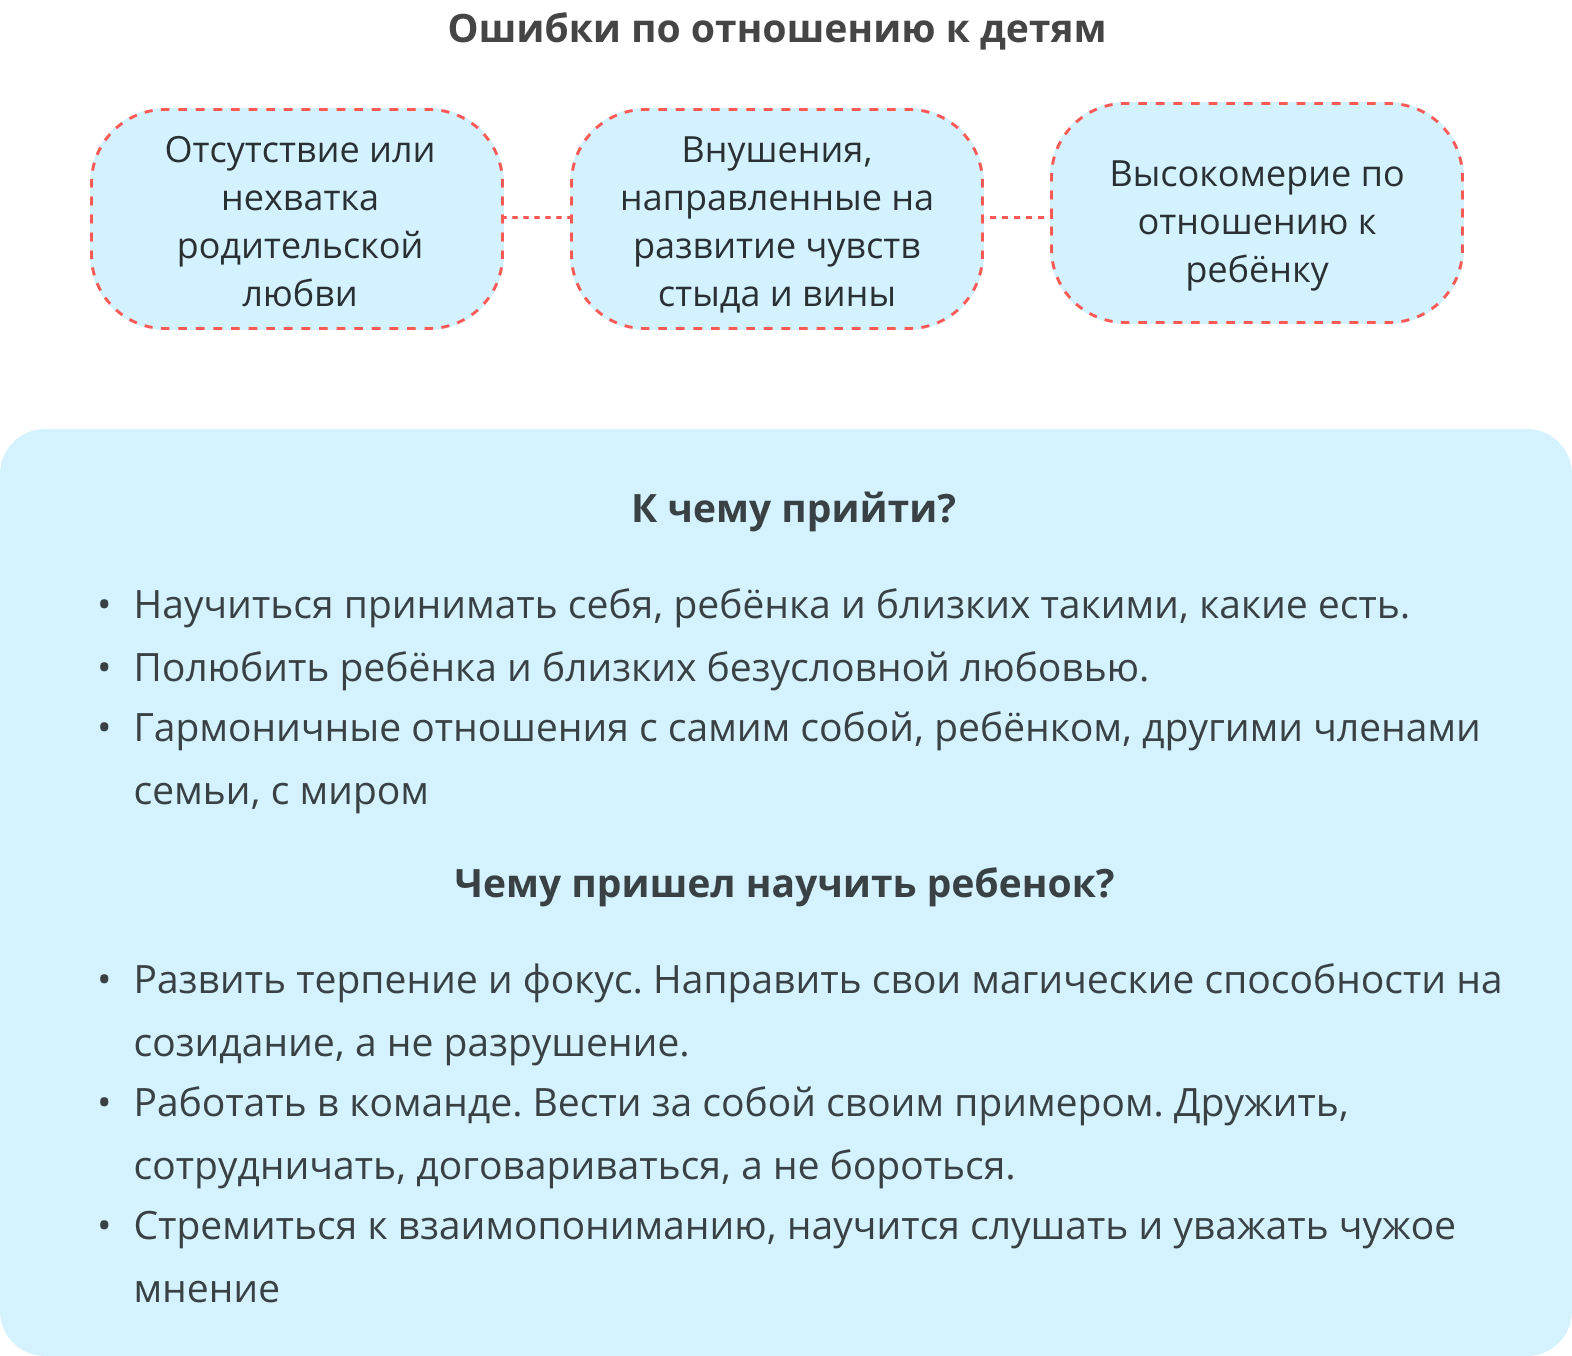 Ошибки по отношению к детям
Отсутствие или
нехватка
родительской
любви
Внушения,
направленные на
развитие чувств
стыда и вины
Высокомерие по
отношению к
ребёнку
К чему прийти?
• Научиться принимать себя, ребёнка и близких такими, какие есть.
• Полюбить ребёнка и близких безусловной любовью.
• Гармоничные отношения с самим собой, ребёнком, другими членами
семьи, с миром
Чему пришел научить ребенок?
• Развить терпение и фокус. Направить свои магические способности на
созидание, а не разрушение.
• Работать в команде. Вести за собой своим примером. Дружить,
сотрудничать, договариваться, а не бороться.
• Стремиться к взаимопониманию, научится слушать и уважать чужое
мнение